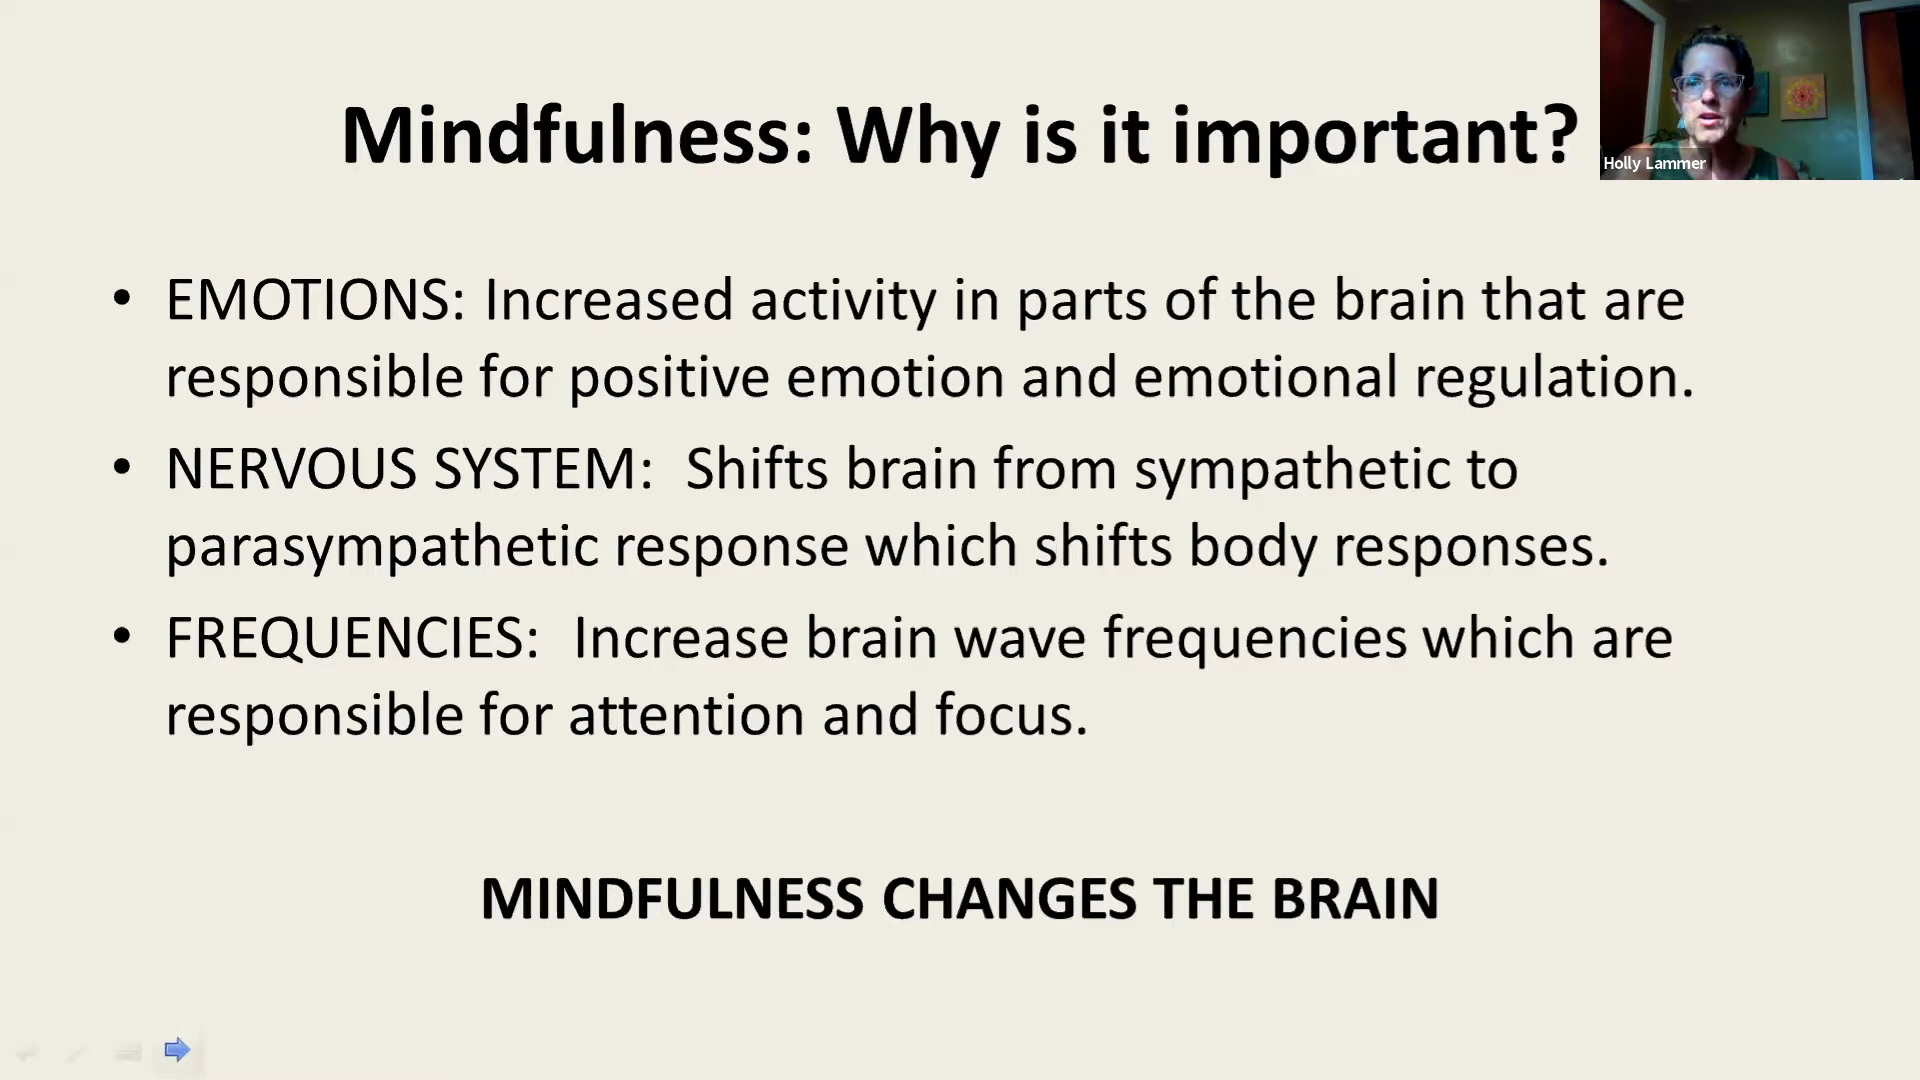 Mindfulness: Why is it important?
Holly Lammer
• EMOTIONS: Increased activity in parts of the brain that are
responsible for positive emotion and emotional regulation.
• NERVOUS SYSTEM: Shifts brain from sympathetic to
parasympathetic response which shifts body responses.
• FREQUENCIES: Increase brain wave frequencies which are
responsible for attention and focus.
MINDFULNESS CHANGES THE BRAIN